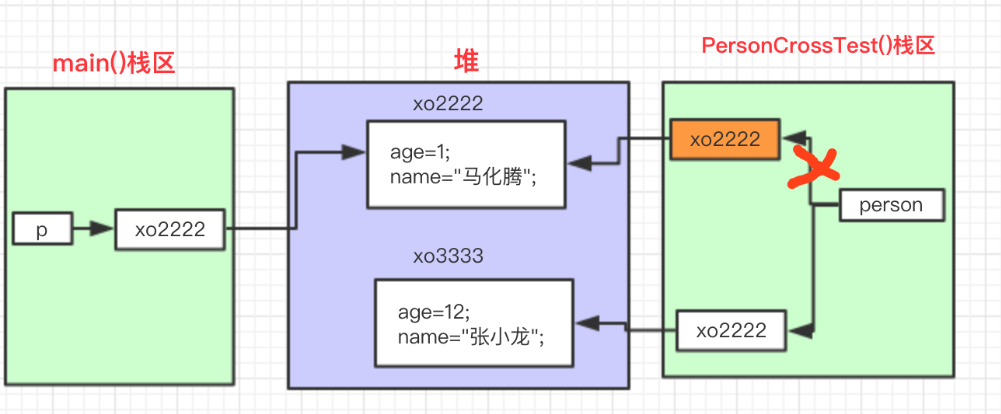 main()栈区
堆
PersonCrossTest()栈区
xo2222
age=1;
name="马化腾";
xo2222
person
p
xo2222
xo3333
age=12;
name="张小龙";
xo2222